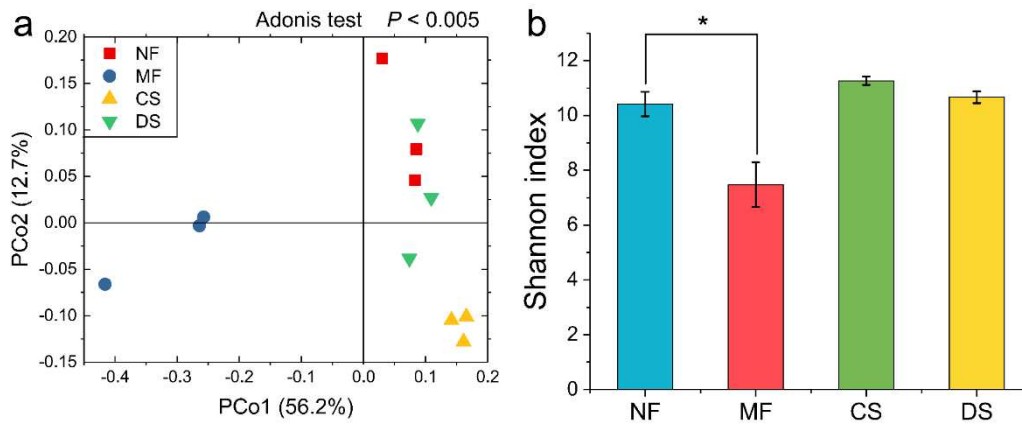 a
Adonis test P < 0.005
NF
MF
CS
DS
0.20
0.15
0.10
0.05
0.00
-0.05
-0.10
-0.15
PCo2 (12.7%)
-0.4 -0.3 -0.2 -0.1 0.0 0.1 0.2
PCo1 (56.2%)
b
*
Shannon index
12
10
8
6
4
2
0
NF MF CS DS